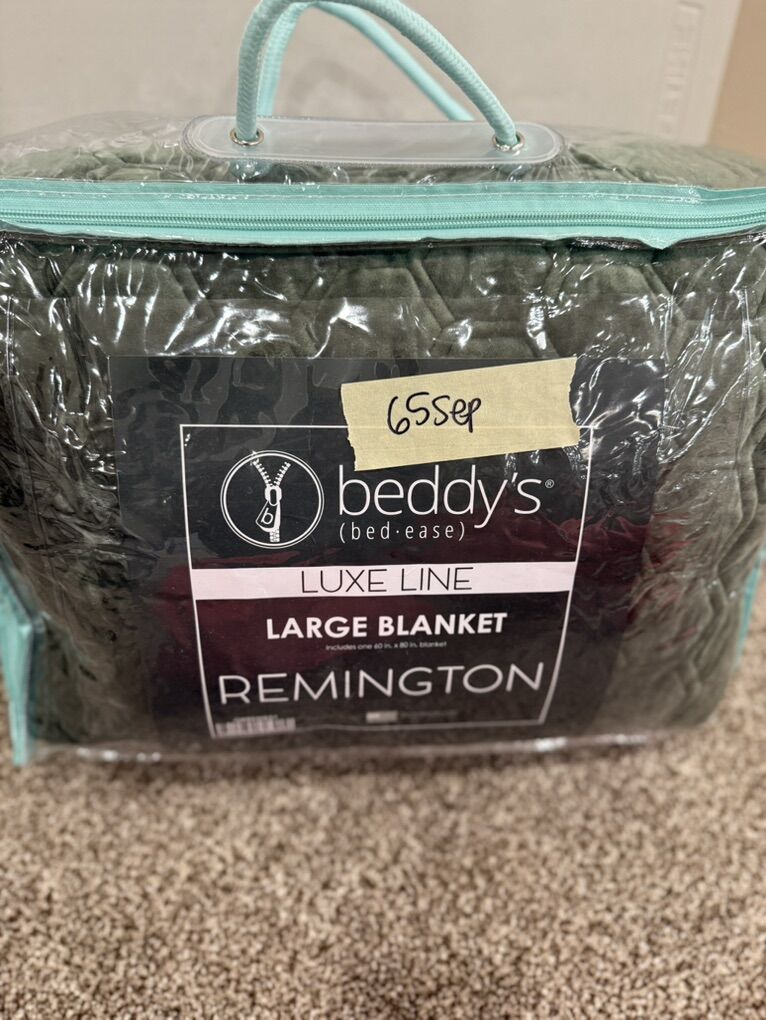 65Sep
b
beddy's®
(bed·ease)
LUXE LINE
LARGE BLANKET
Includes one 60 in. x 80 in. blanket
REMINGTON